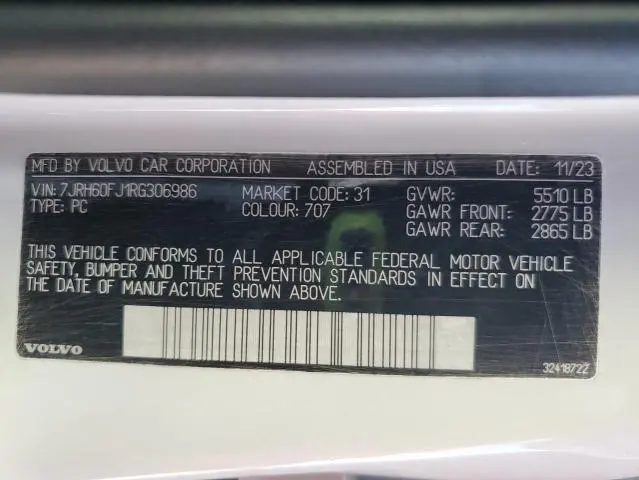 MFD BY VOLVO CAR CORPORATION ASSEMBLED IN USA DATE: 11/23
VIN: 7JRH60FJ1RG306986 MARKET CODE: 31 GVWR: 5510 LB
TYPE: PC COLOUR: 707 GAWR FRONT: 2775 LB
GAWR REAR: 2865 LB
THIS VEHICLE CONFORMS TO ALL APPLICABLE FEDERAL MOTOR VEHICLE
SAFETY, BUMPER AND THEFT PREVENTION STANDARDS IN EFFECT ON
THE DATE OF MANUFACTURE SHOWN ABOVE.
VOLVO 32418722